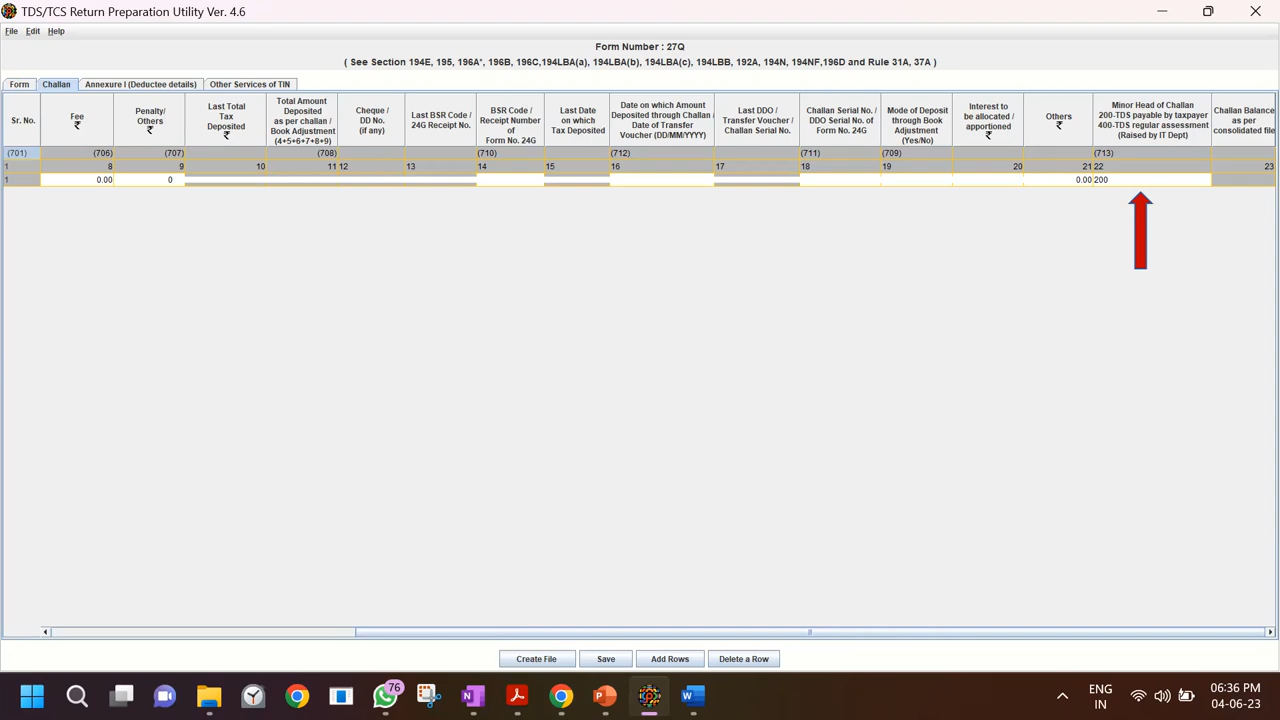 TDS/TCS Return Preparation Utility Ver. 4.6
File Edit Help
Form Number : 27Q
( See Section 194E, 195, 196A*, 196B, 196C,194LBA(a), 194LBA(b), 194LBA(c), 194LBB, 192A, 194N, 194NF,196D and Rule 31A, 37A )
Form Challan Annexure I (Deductee details) Other Services of TIN
Sr. No.
Fee
₹
Penalty/
Others
₹
Last Total
Tax
Deposited
₹
Total Amount
Deposited
as per challan /
Book Adjustment
(4+5+6+7+8+9)
Cheque /
DD No.
(if any)
Last BSR Code /
24G Receipt No.
BSR Code /
Receipt Number
of
Form No. 24G
Last Date
on which
Tax Deposited
Date on which Amount
Deposited through Challan /
Date of Transfer
Voucher (DD/MM/YYYY)
Last DDO /
Transfer Voucher /
Challan Serial No.
Challan Serial No. /
DDO Serial No. of
Form No. 24G
Mode of Deposit
through Book
Adjustment
(Yes/No)
Interest to
be allocated /
apportioned
₹
Others
₹
Minor Head of Challan
200-TDS payable by taxpayer
400-TDS regular assessment
(Raised by IT Dept)
Challan Balance
as per
consolidated file
(701) (706) (707) (708) (710) (712) (711) (709) (713)
1 8 9 10 11 12 13 14 15 16 17 18 19 20 21 22 23
1 0.00 0 0.00 200
Create File Save Add Rows Delete a Row
76
ENG
IN
06:36 PM
04-06-23